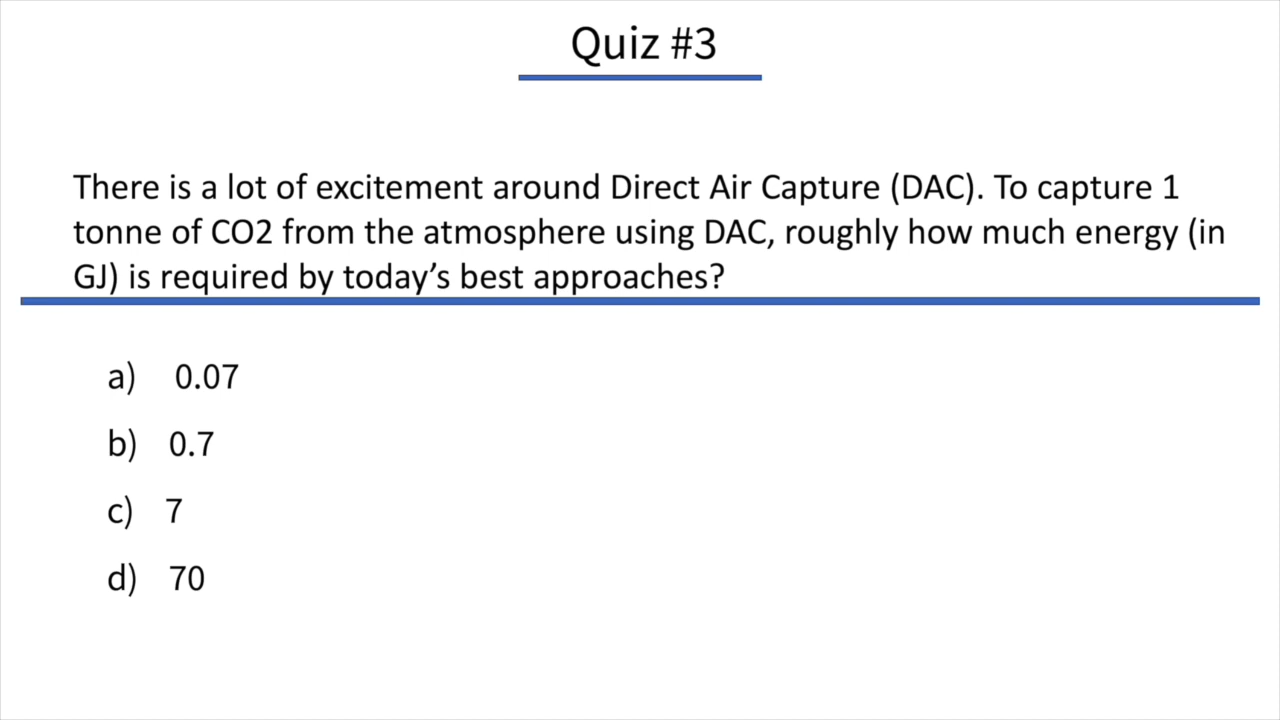 Quiz #3
There is a lot of excitement around Direct Air Capture (DAC). To capture 1
tonne of CO2 from the atmosphere using DAC, roughly how much energy (in
GJ) is required by today’s best approaches?
a) 0.07
b) 0.7
c) 7
d) 70